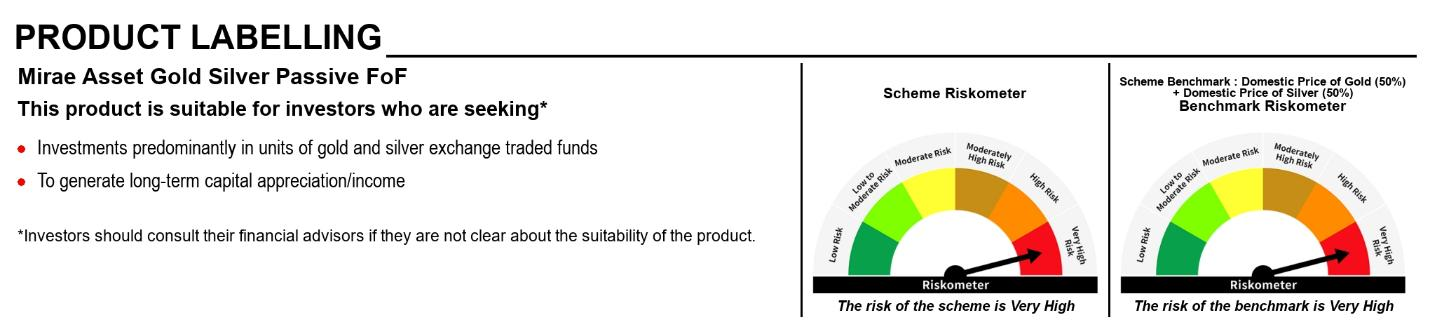 PRODUCT LABELLING
Mirae Asset Gold Silver Passive FoF
This product is suitable for investors who are seeking*
• Investments predominantly in units of gold and silver exchange traded funds
• To generate long-term capital appreciation/income
*Investors should consult their financial advisors if they are not clear about the suitability of the product.
Scheme Riskometer
Low Risk
Low to
Moderate Risk
Moderate Risk
Moderately
High Risk
High Risk
Very High
Risk
Riskometer
The risk of the scheme is Very High
Scheme Benchmark : Domestic Price of Gold (50%)
+ Domestic Price of Silver (50%)
Benchmark Riskometer
Low Risk
Low to
Moderate Risk
Moderate Risk
Moderately
High Risk
High Risk
Very High
Risk
Riskometer
The risk of the benchmark is Very High